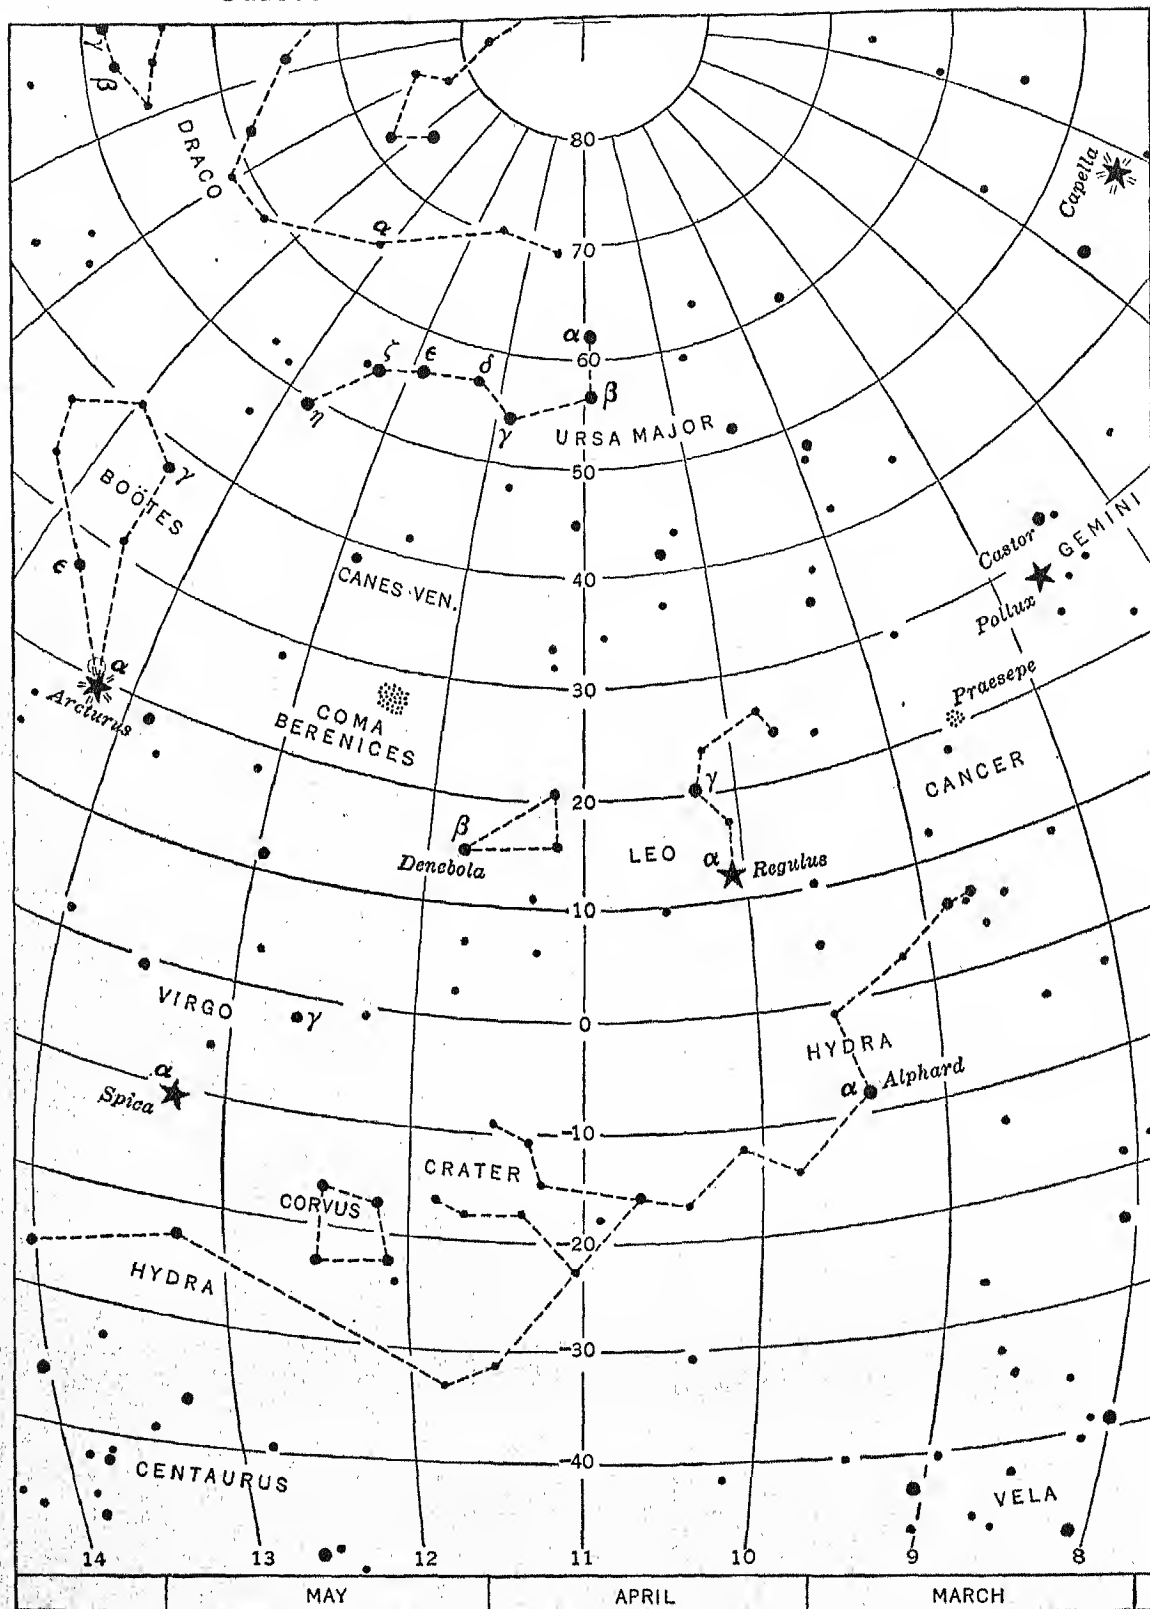 γ
β
DRACO
80
Capella
α
70
α
60
ζ
ϵ
δ
η
γ
β
URSA MAJOR
50
BOÖTES
γ
ϵ
Castor
GEMINI
Pollux
CANES VEN.
40
α
Arcturus
30
COMA
BERENICES
Praesepe
CANCER
20
γ
β
Denebola
LEO
α
Regulus
10
VIRGO
γ
0
HYDRA
α
Alphard
α
Spica
-10
CRATER
CORVUS
-20
HYDRA
-30
-40
CENTAURUS
VELA
14
13
12
11
10
9
8
MAY
APRIL
MARCH